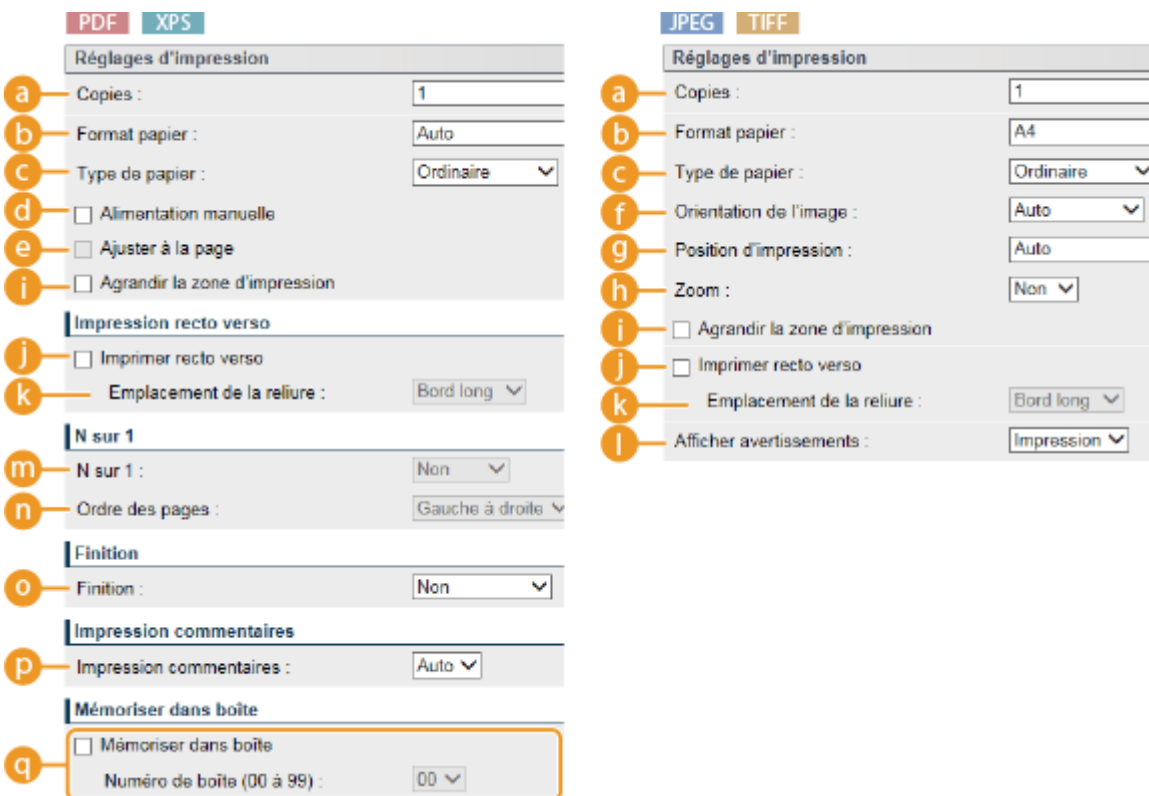 PDF XPS
Réglages d'impression
a Copies : 1
b Format papier : Auto
c Type de papier : Ordinaire
d Alimentation manuelle
e Ajuster à la page
i Agrandir la zone d'impression
Impression recto verso
j Imprimer recto verso
k Emplacement de la reliure : Bord long
N sur 1
m N sur 1 : Non
n Ordre des pages : Gauche à droite
Finition
o Finition : Non
Impression commentaires
p Impression commentaires : Auto
Mémoriser dans boîte
q Mémoriser dans boîte
Numéro de boîte (00 à 99) : 00
JPEG TIFF
Réglages d'impression
a Copies : 1
b Format papier : A4
c Type de papier : Ordinaire
f Orientation de l'image : Auto
g Position d'impression : Auto
h Zoom : Non
i Agrandir la zone d'impression
j Imprimer recto verso
k Emplacement de la reliure : Bord long
l Afficher avertissements : Impression